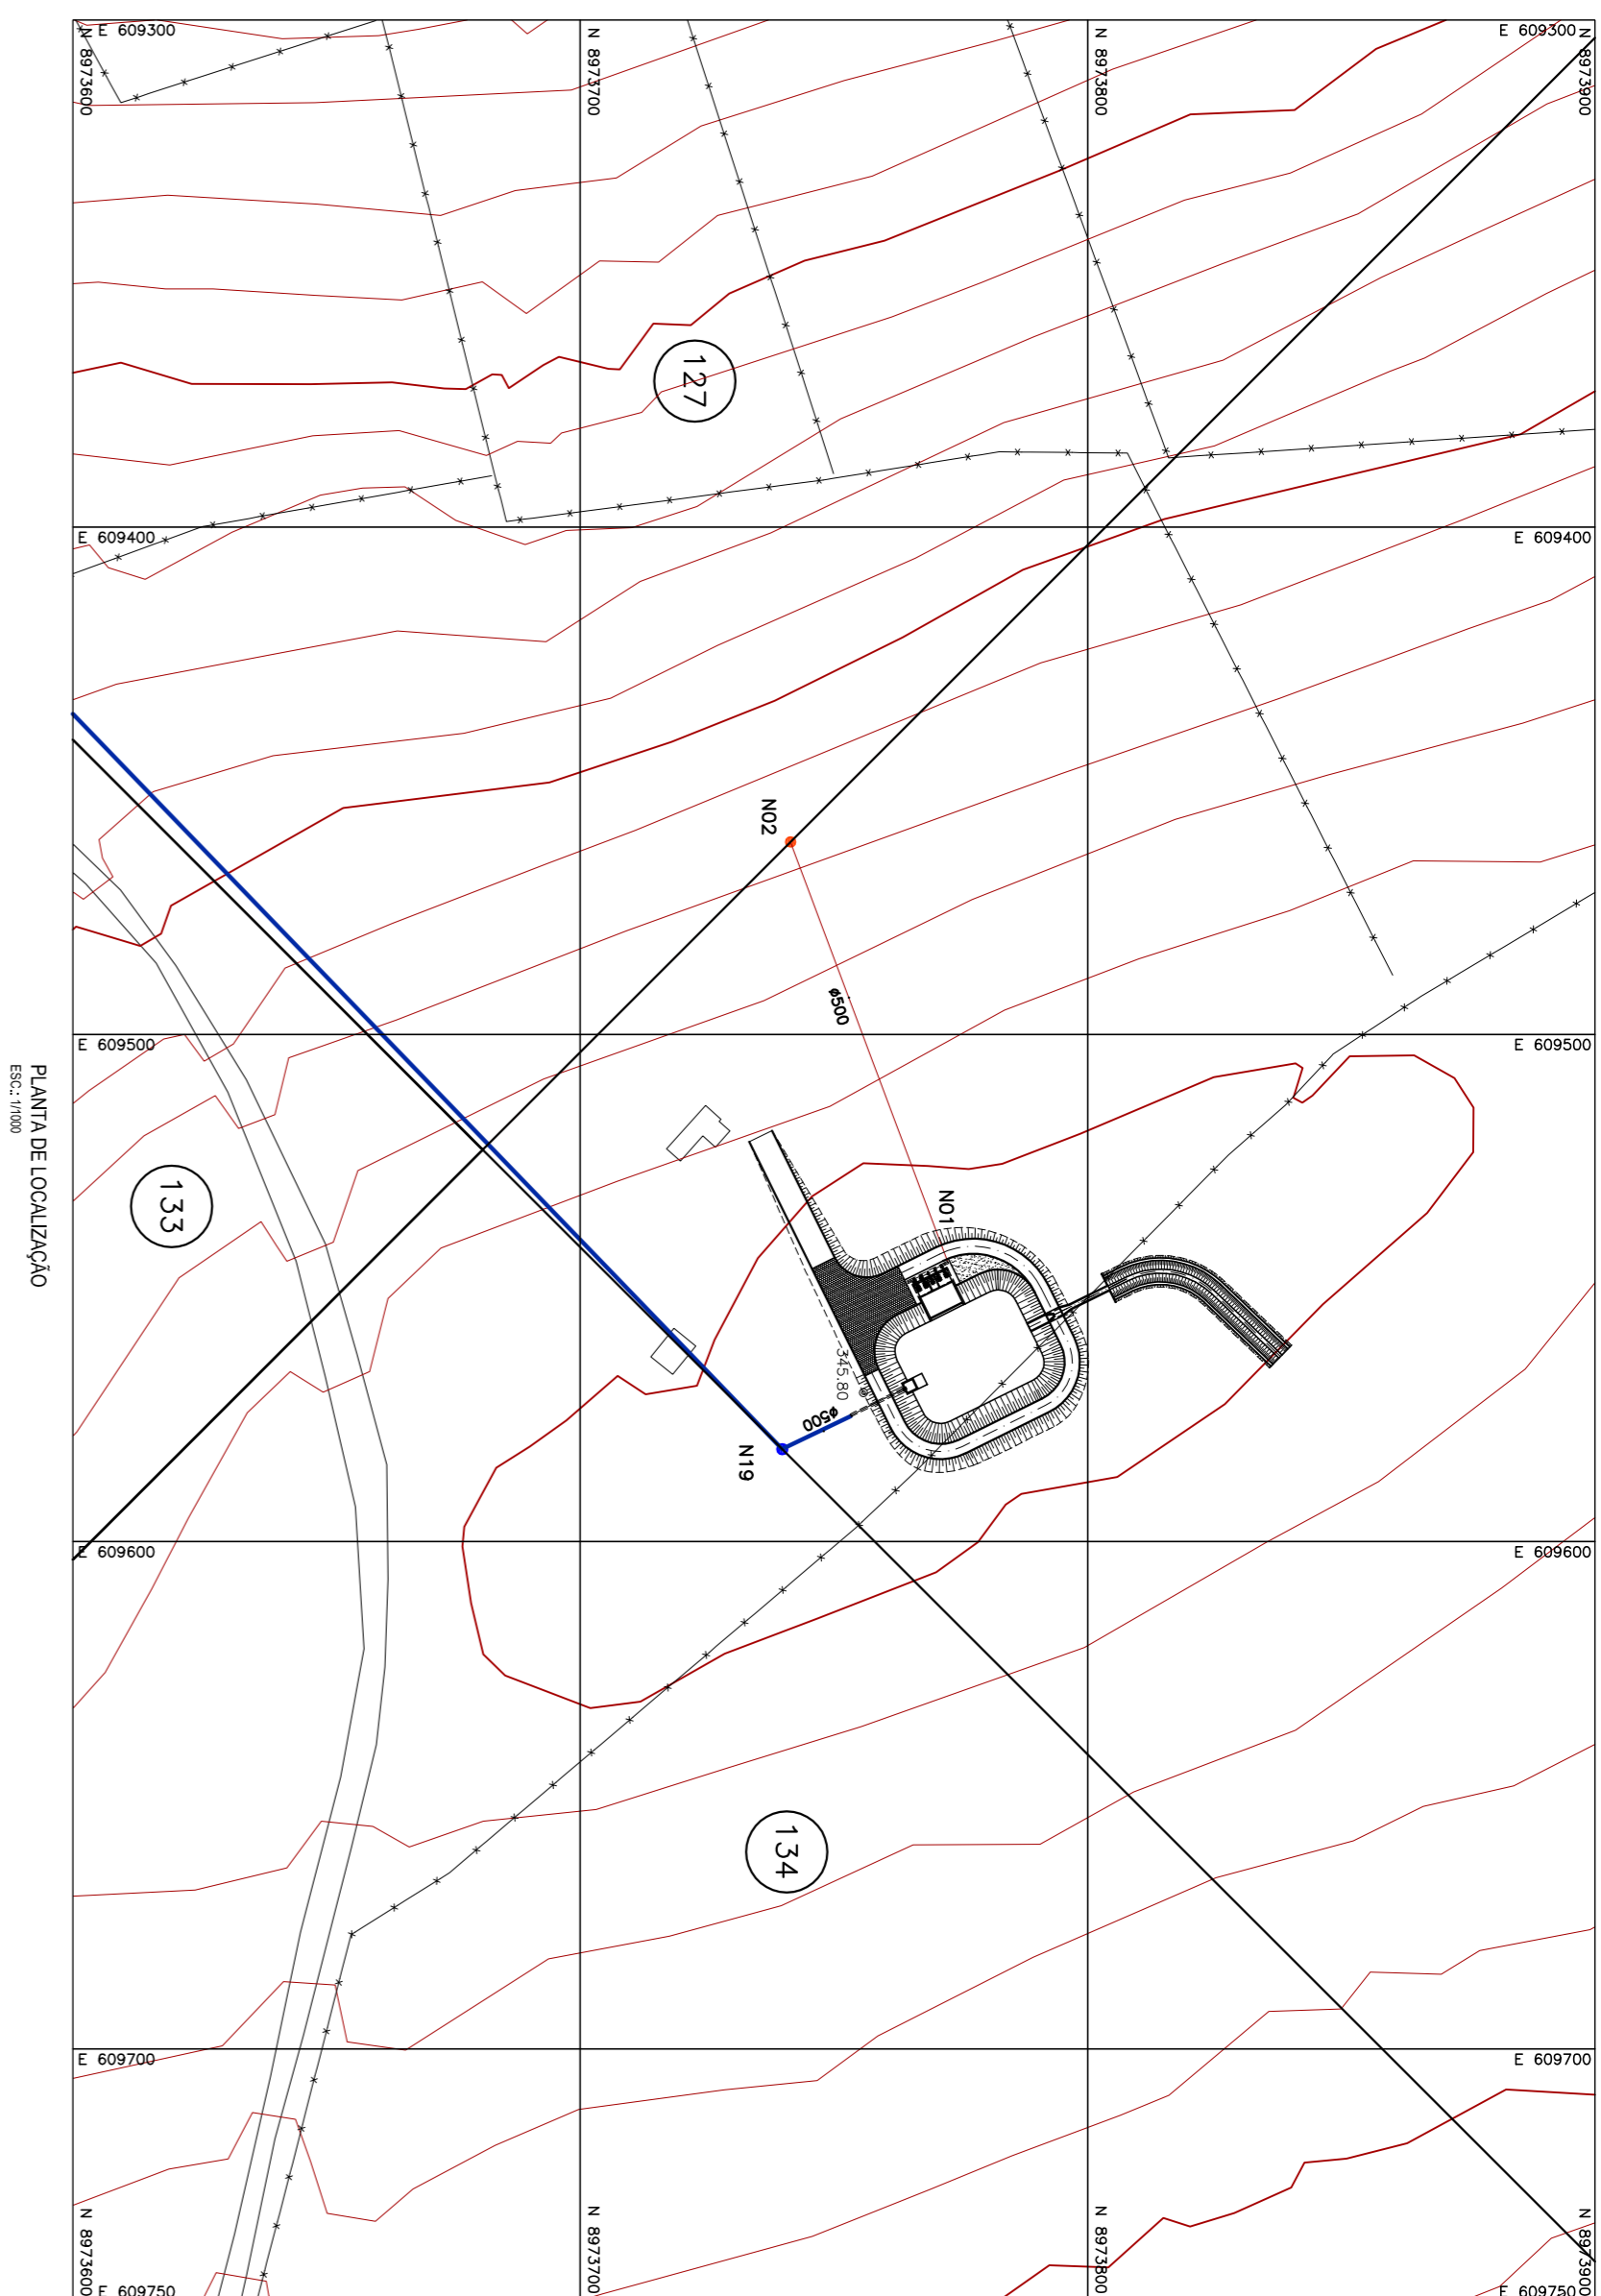 E 609300
N 8973600
N 8973700
N 8973800
E 609300
N 8973900
127
E 609400
E 609400
N02
ø500
E 609500
E 609500
133
N01
345.80
ø500
N19
E 609600
E 609600
134
E 609700
E 609700
N 8973600
N 8973700
N 8973800
N 8973900
E 609750
E 609750
PLANTA DE LOCALIZAÇÃO
ESC.: 1/1000